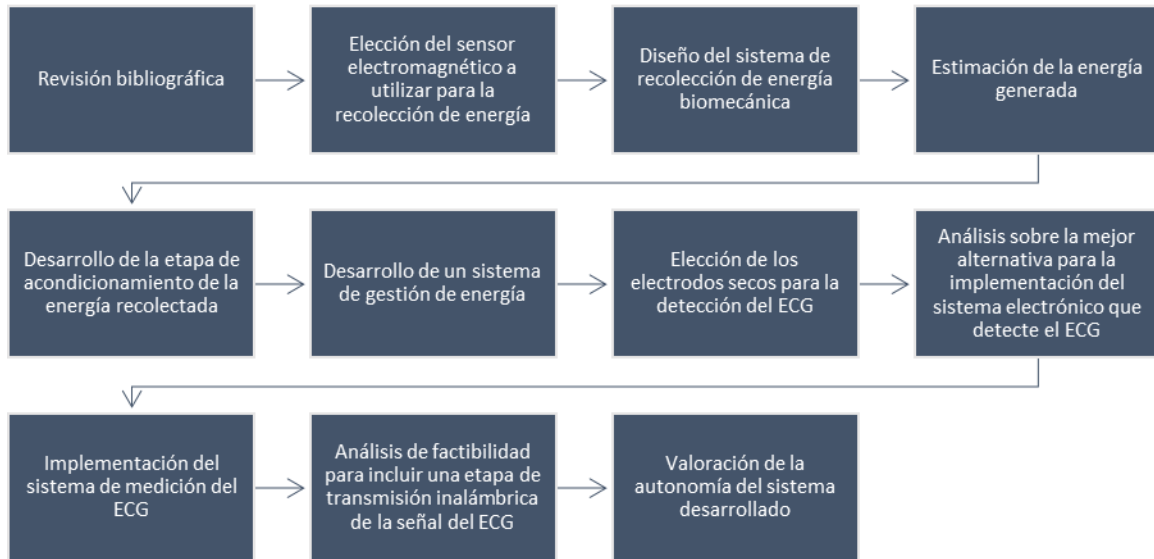 Revisión bibliográfica
Elección del sensor
electromagnético a
utilizar para la
recolección de energía
Diseño del sistema de
recolección de energía
biomecánica
Estimación de la energía
generada
Desarrollo de la etapa de
acondicionamiento de la
energía recolectada
Desarrollo de un sistema
de gestión de energía
Elección de los
electrodos secos para la
detección del ECG
Análisis sobre la mejor
alternativa para la
implementación del
sistema electrónico que
detecte el ECG
Implementación del
sistema de medición del
ECG
Análisis de factibilidad
para incluir una etapa de
transmisión inalámbrica
de la señal del ECG
Valoración de la
autonomía del sistema
desarrollado